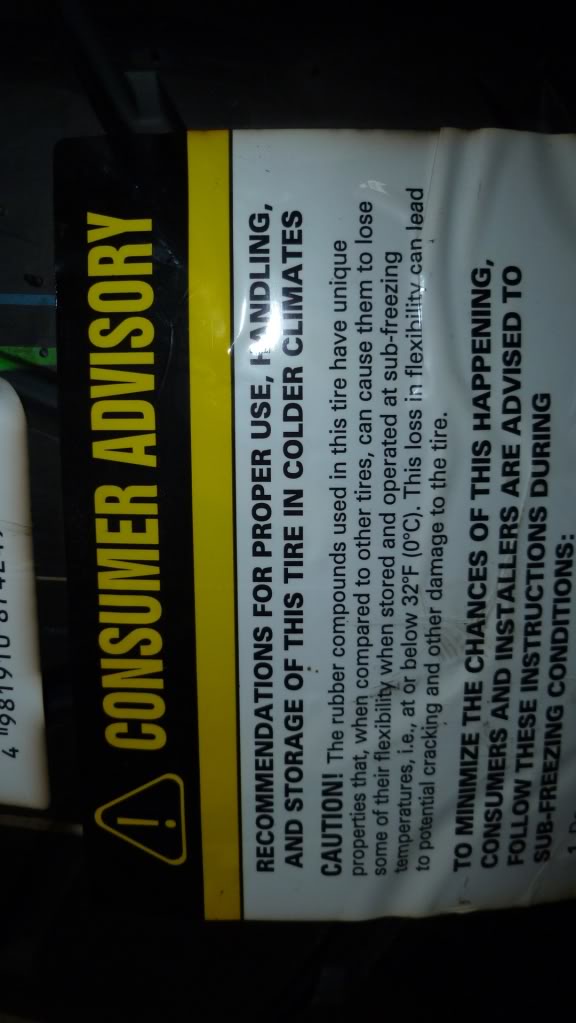 CONSUMER ADVISORY
RECOMMENDATIONS FOR PROPER USE, HANDLING,
AND STORAGE OF THIS TIRE IN COLDER CLIMATES
CAUTION! The rubber compounds used in this tire have unique
properties that, when compared to other tires, can cause them to lose
some of their flexibility when stored and operated at sub-freezing
temperatures, i.e., at or below 32°F (0°C). This loss in flexibility can lead
to potential cracking and other damage to the tire.
TO MINIMIZE THE CHANCES OF THIS HAPPENING,
CONSUMERS AND INSTALLERS ARE ADVISED TO
FOLLOW THESE INSTRUCTIONS DURING
SUB-FREEZING CONDITIONS: